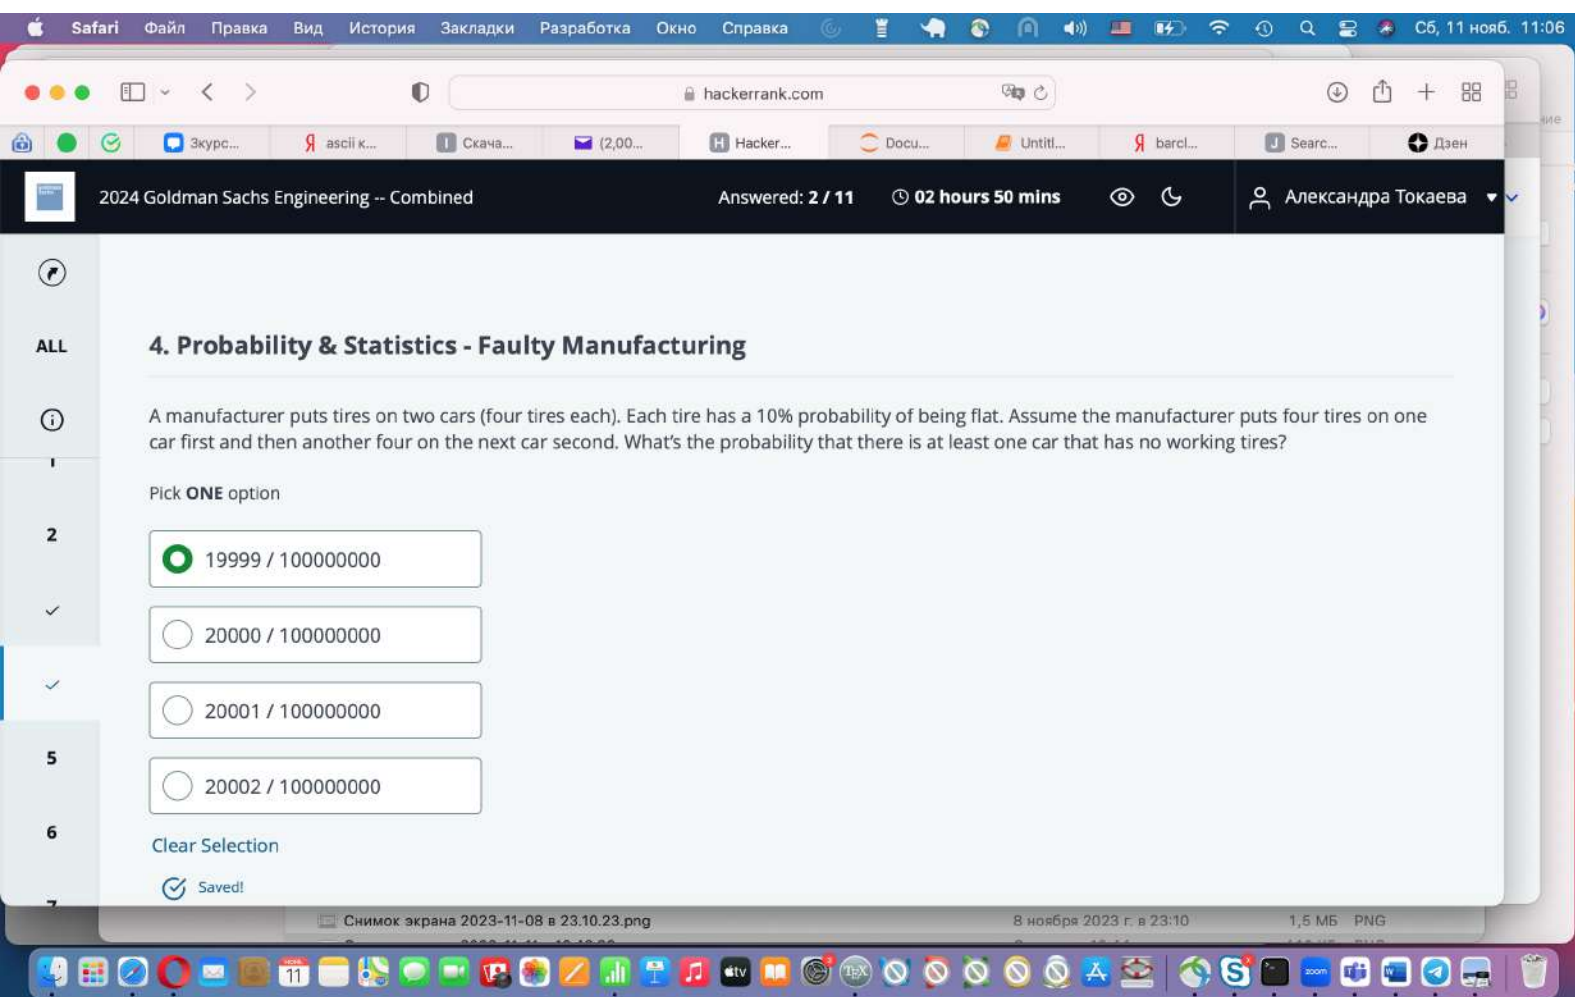 Safari Файл Правка Вид История Закладки Разработка Окно Справка Сб, 11 нояб. 11:06
hackerrank.com
Экурс... ascii к... Скача... (2,00... Hacker... Docu... Untitl... barcl... Searc... Дзен
2024 Goldman Sachs Engineering -- Combined Answered: 2 / 11 02 hours 50 mins Александра Токаева
ALL
4. Probability & Statistics - Faulty Manufacturing
A manufacturer puts tires on two cars (four tires each). Each tire has a 10% probability of being flat. Assume the manufacturer puts four tires on one
car first and then another four on the next car second. What's the probability that there is at least one car that has no working tires?
Pick ONE option
2
19999 / 100000000
20000 / 100000000
20001 / 100000000
5
20002 / 100000000
6
Clear Selection
Saved!
Снимок экрана 2023-11-08 в 23.10.23.png 8 ноября 2023 г. в 23:10 1,5 МБ PNG
11
tv
TEX
zoom